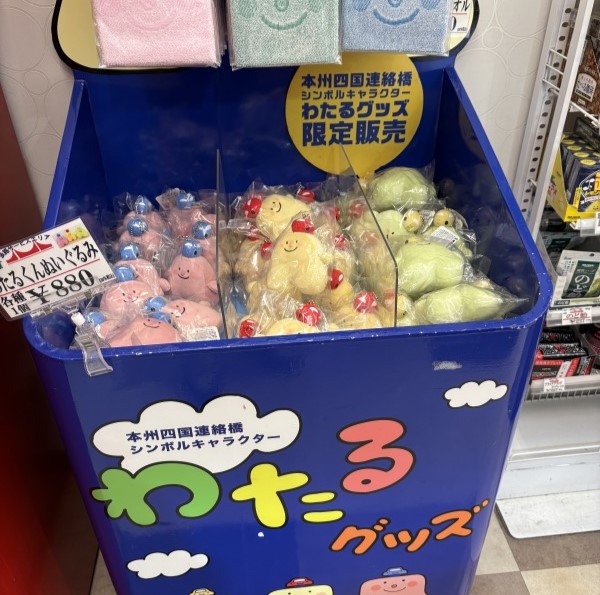 本州四国連絡橋
シンボルキャラクター
わたるグッズ
限定販売
たるくんぬいぐるみ
各種
1個
¥880
本州四国連絡橋
シンボルキャラクター
わたる
グッズ